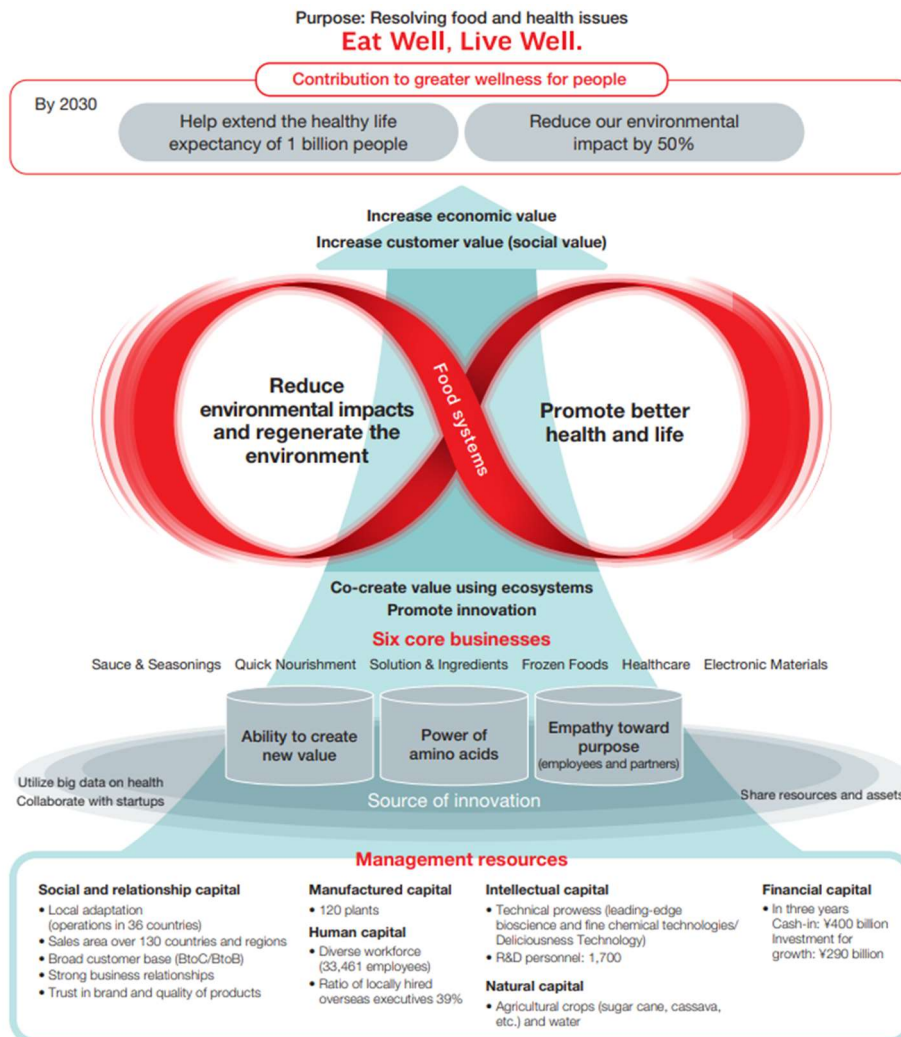 Purpose: Resolving food and health issues
Eat Well, Live Well.
Contribution to greater wellness for people
By 2030
Help extend the healthy life
expectancy of 1 billion people
Reduce our environmental
impact by 50%
Increase economic value
Increase customer value (social value)
Reduce
environmental impacts
and regenerate the
environment
Food systems
Promote better
health and life
Co-create value using ecosystems
Promote innovation
Six core businesses
Sauce & Seasonings Quick Nourishment Solution & Ingredients Frozen Foods Healthcare Electronic Materials
Ability to create
new value
Power of
amino acids
Empathy toward
purpose
(employees and partners)
Utilize big data on health
Collaborate with startups
Source of innovation
Share resources and assets
Management resources
Social and relationship capital
• Local adaptation
(operations in 36 countries)
• Sales area over 130 countries and regions
• Broad customer base (BtoC/BtoB)
• Strong business relationships
• Trust in brand and quality of products
Manufactured capital
• 120 plants
Human capital
• Diverse workforce
(33,461 employees)
• Ratio of locally hired
overseas executives 39%
Intellectual capital
• Technical prowess (leading-edge
bioscience and fine chemical technologies/
Deliciousness Technology)
• R&D personnel: 1,700
Natural capital
• Agricultural crops (sugar cane, cassava,
etc.) and water
Financial capital
• In three years
Cash-in: ¥400 billion
Investment for
growth: ¥290 billion